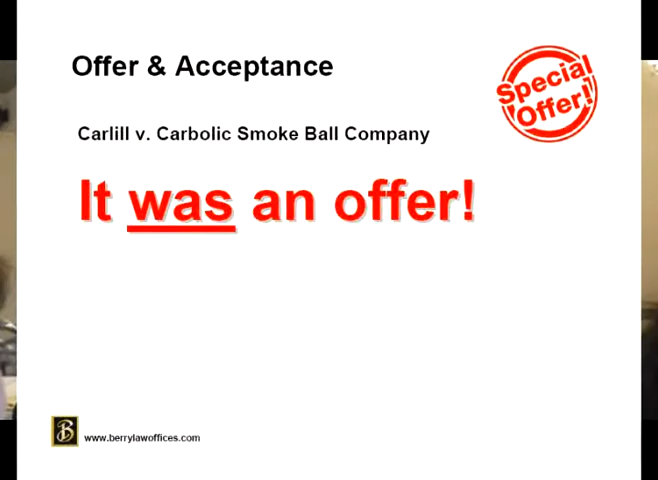 Offer & Acceptance
Special
Offer!
Carlill v. Carbolic Smoke Ball Company
It was an offer!
B
www.berrylawoffices.com